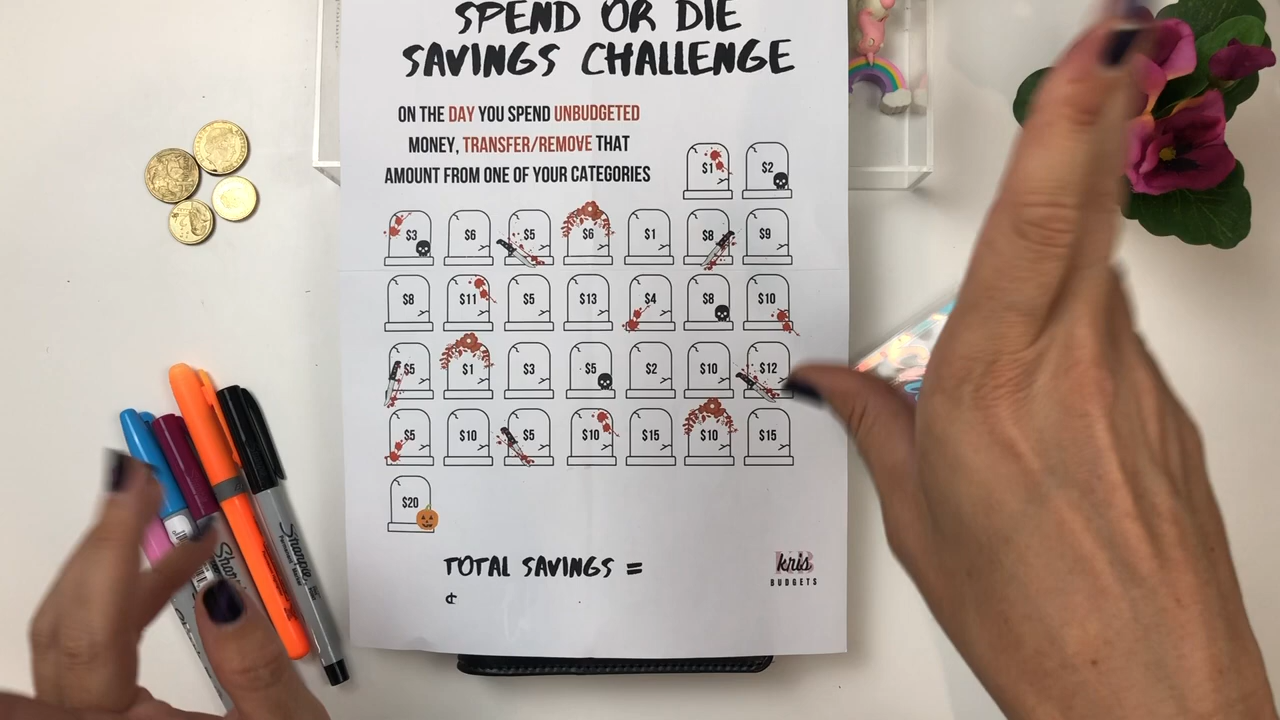 SPEND OR DIE
SAVINGS CHALLENGE
ON THE DAY YOU SPEND UNBUDGETED
MONEY, TRANSFER/REMOVE THAT
AMOUNT FROM ONE OF YOUR CATEGORIES
$1 $2
$3 $6 $5 $6 $1 $8 $9
$8 $11 $5 $13 $4 $8 $10
$5 $1 $3 $5 $2 $10 $12
$5 $10 $5 $10 $15 $10 $15
$20
TOTAL SAVINGS =
kris
BUDGETS
Sharpie
Sharpie